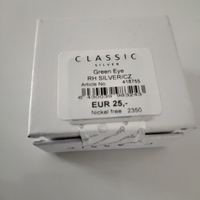 CLASSIC
SILVER
Green Eye
RH SILVER/CZ
Article No 418755
EUR 25,-
Nickel free 2350